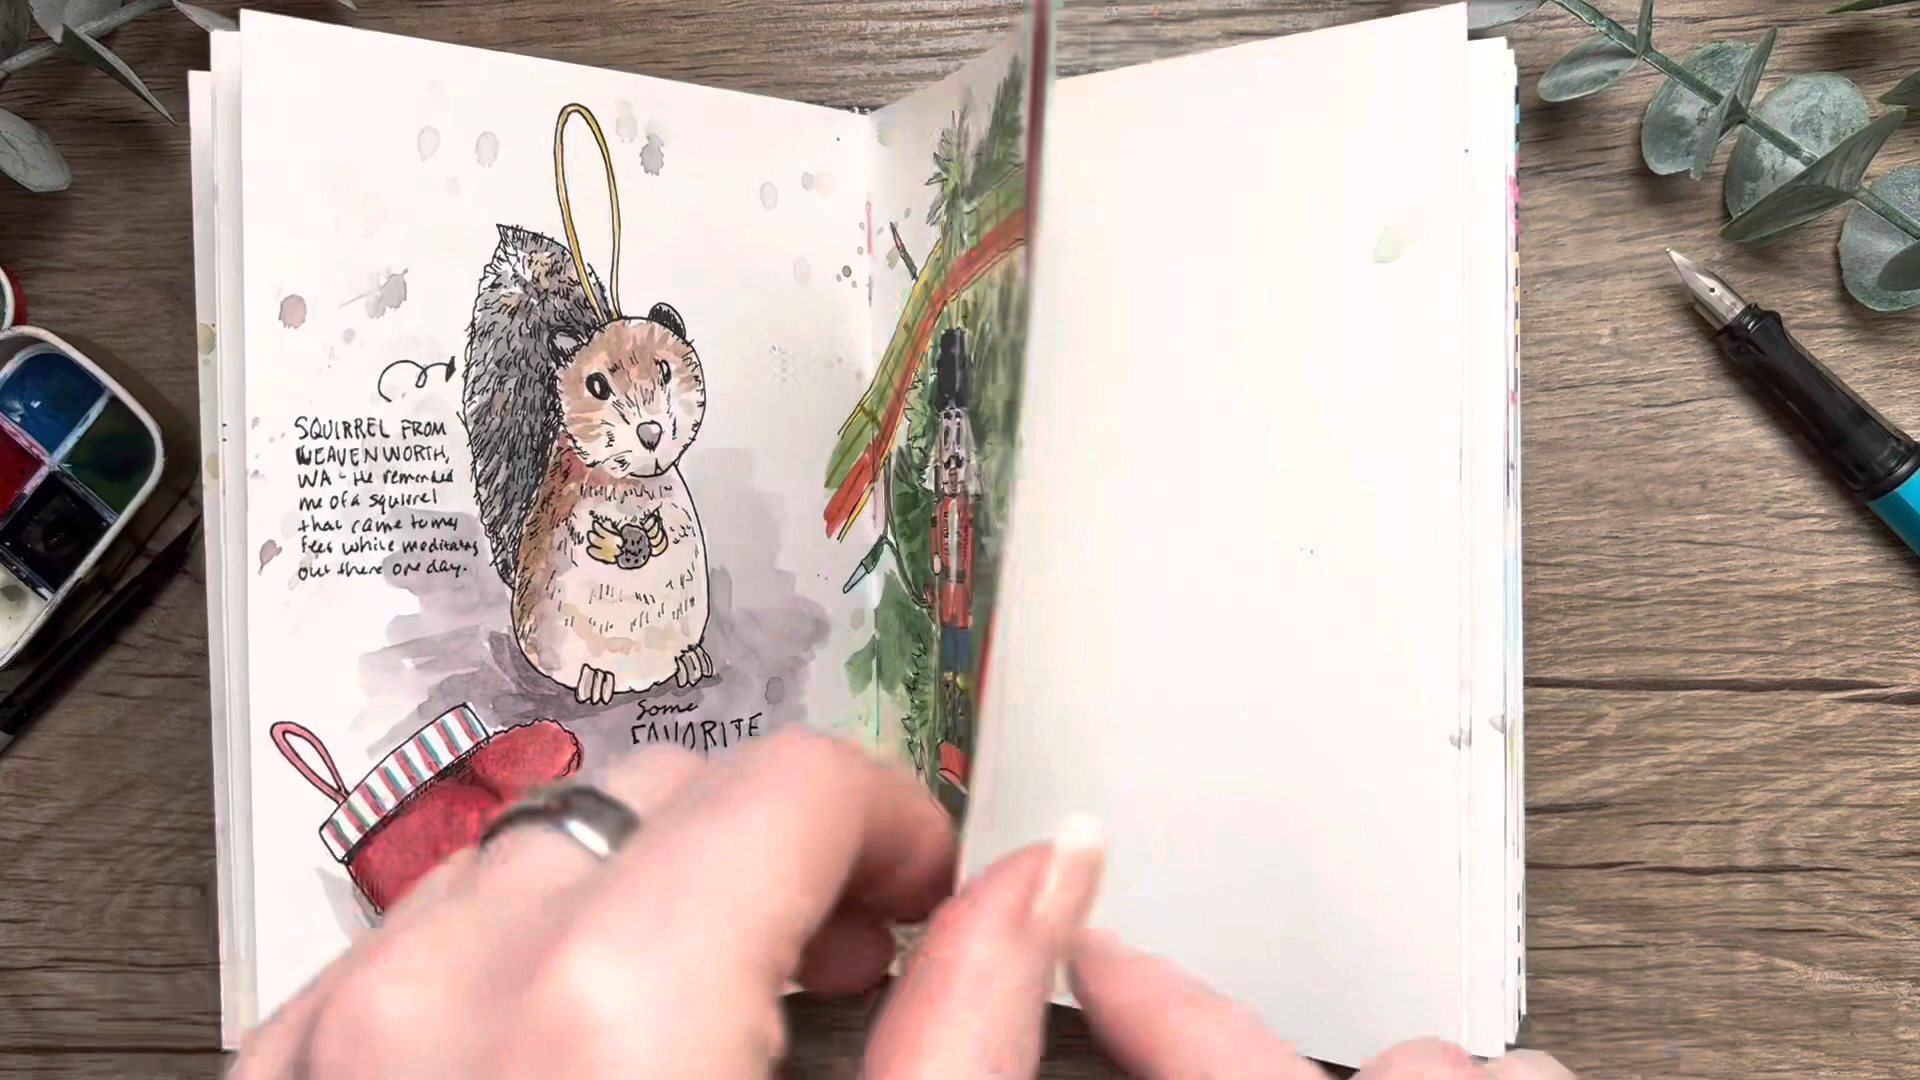 SQUIRREL FROM
LEAVENWORTH,
WA - He reminded
me of a squirrel
that came to my
feet while meditating
out there one day.
Some
FAVORITE